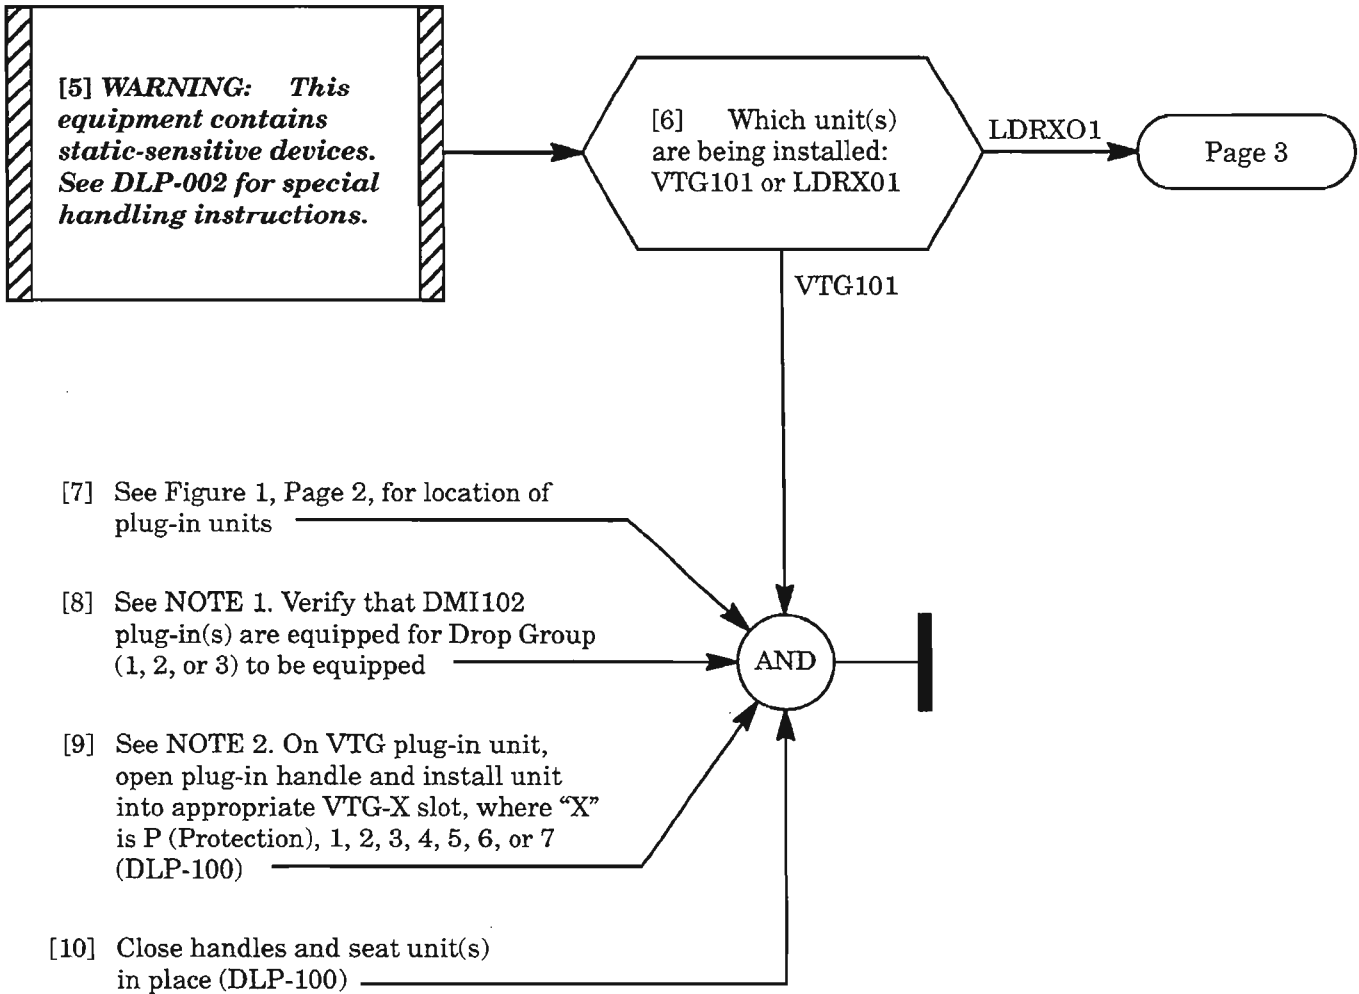 [5] WARNING: This
equipment contains
static-sensitive devices.
See DLP-002 for special
handling instructions.
[6] Which unit(s)
are being installed:
VTG101 or LDRX01
LDRXO1
Page 3
VTG101
[7] See Figure 1, Page 2, for location of
plug-in units
[8] See NOTE 1. Verify that DMI102
plug-in(s) are equipped for Drop Group
(1, 2, or 3) to be equipped
AND
[9] See NOTE 2. On VTG plug-in unit,
open plug-in handle and install unit
into appropriate VTG-X slot, where “X”
is P (Protection), 1, 2, 3, 4, 5, 6, or 7
(DLP-100)
[10] Close handles and seat unit(s)
in place (DLP-100)